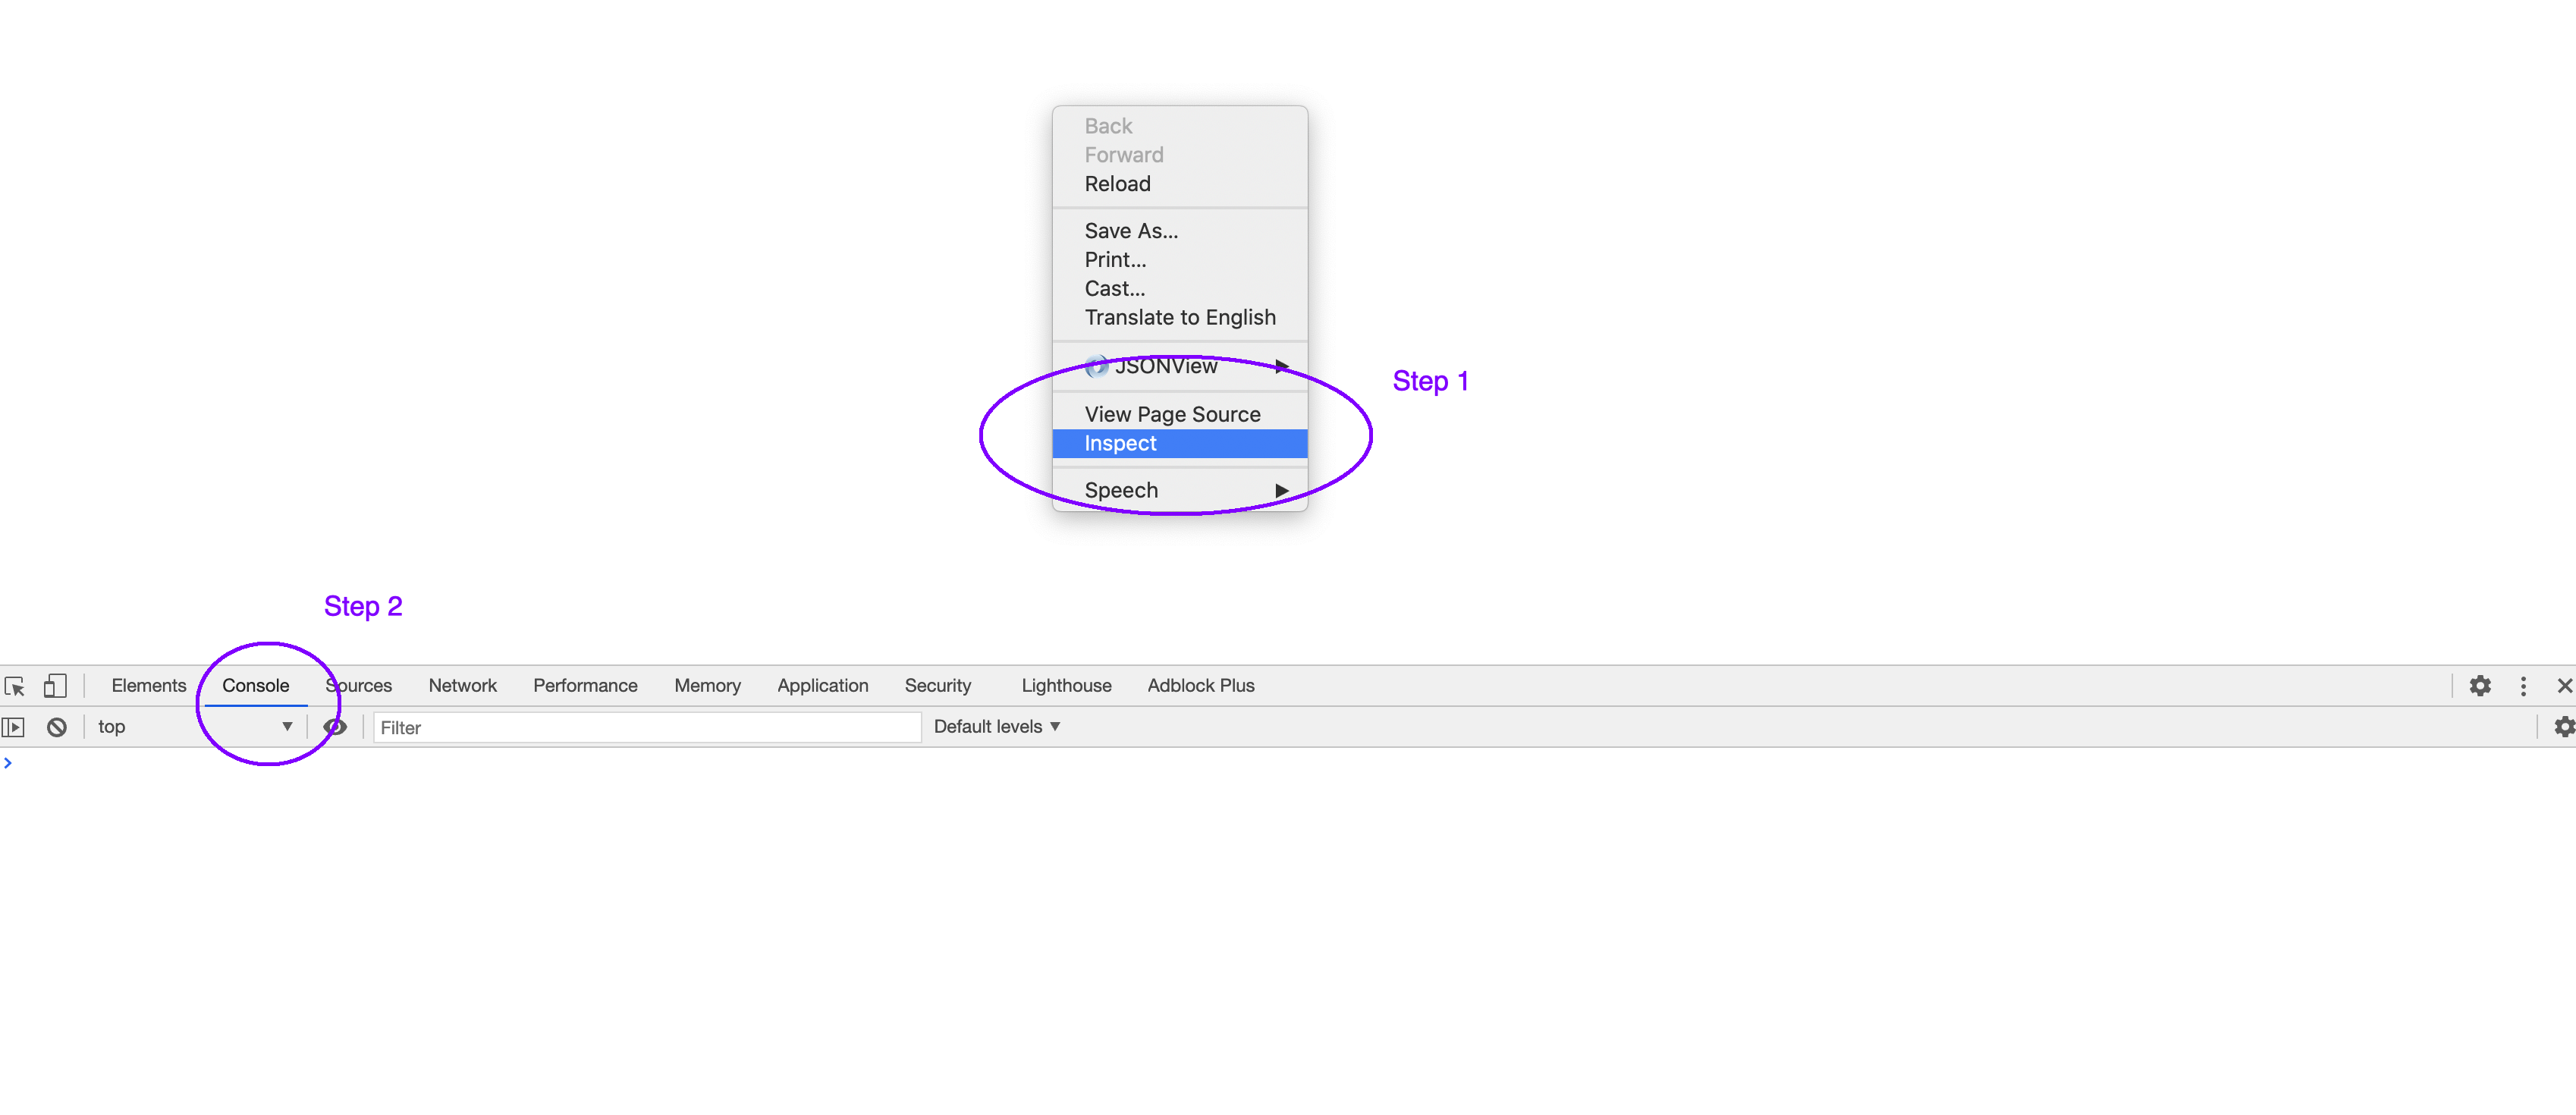 Back
Forward
Reload
Save As...
Print...
Cast...
Translate to English
JSONView
Step 1
View Page Source
Inspect
Speech
Step 2
Elements Console Sources Network Performance Memory Application Security Lighthouse Adblock Plus
top Filter Default levels